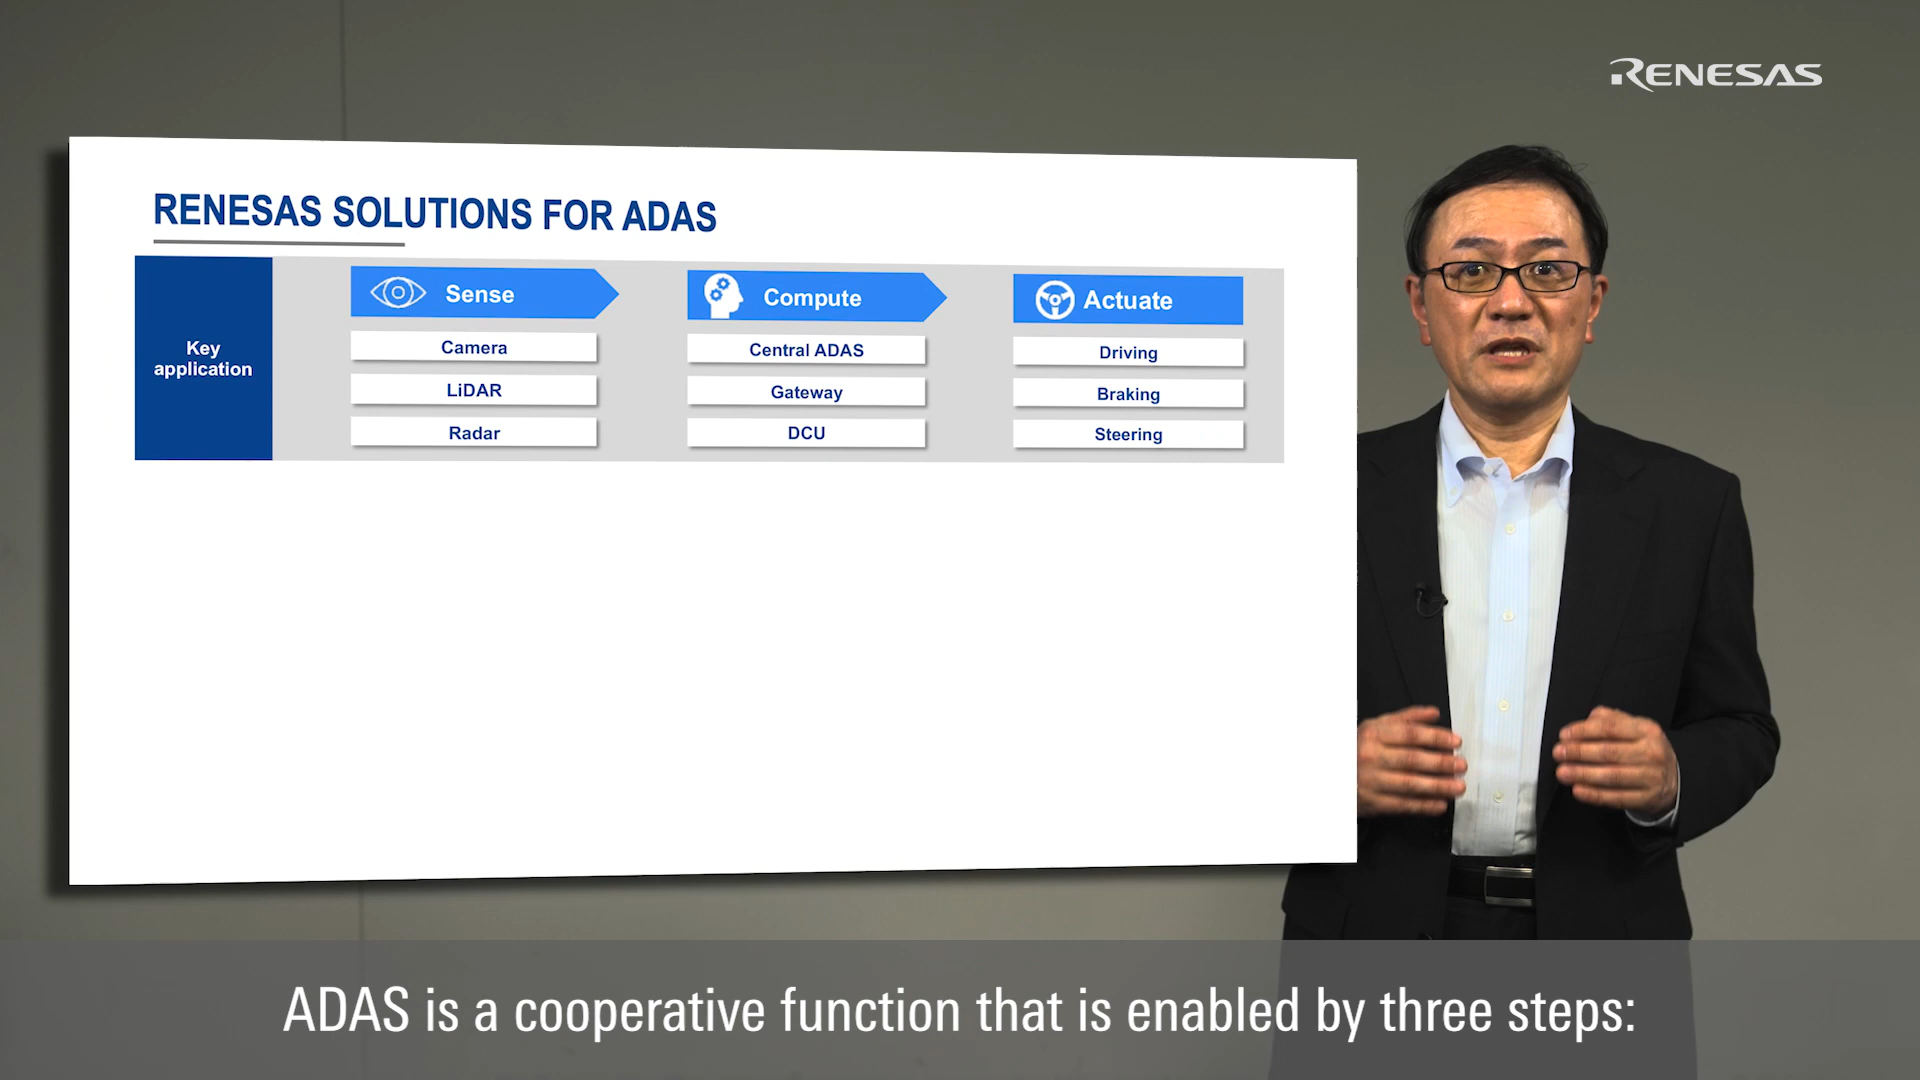 RENESAS
RENESAS SOLUTIONS FOR ADAS
Key
application
Sense
Camera
LiDAR
Radar
Compute
Central ADAS
Gateway
DCU
Actuate
Driving
Braking
Steering
ADAS is a cooperative function that is enabled by three steps: